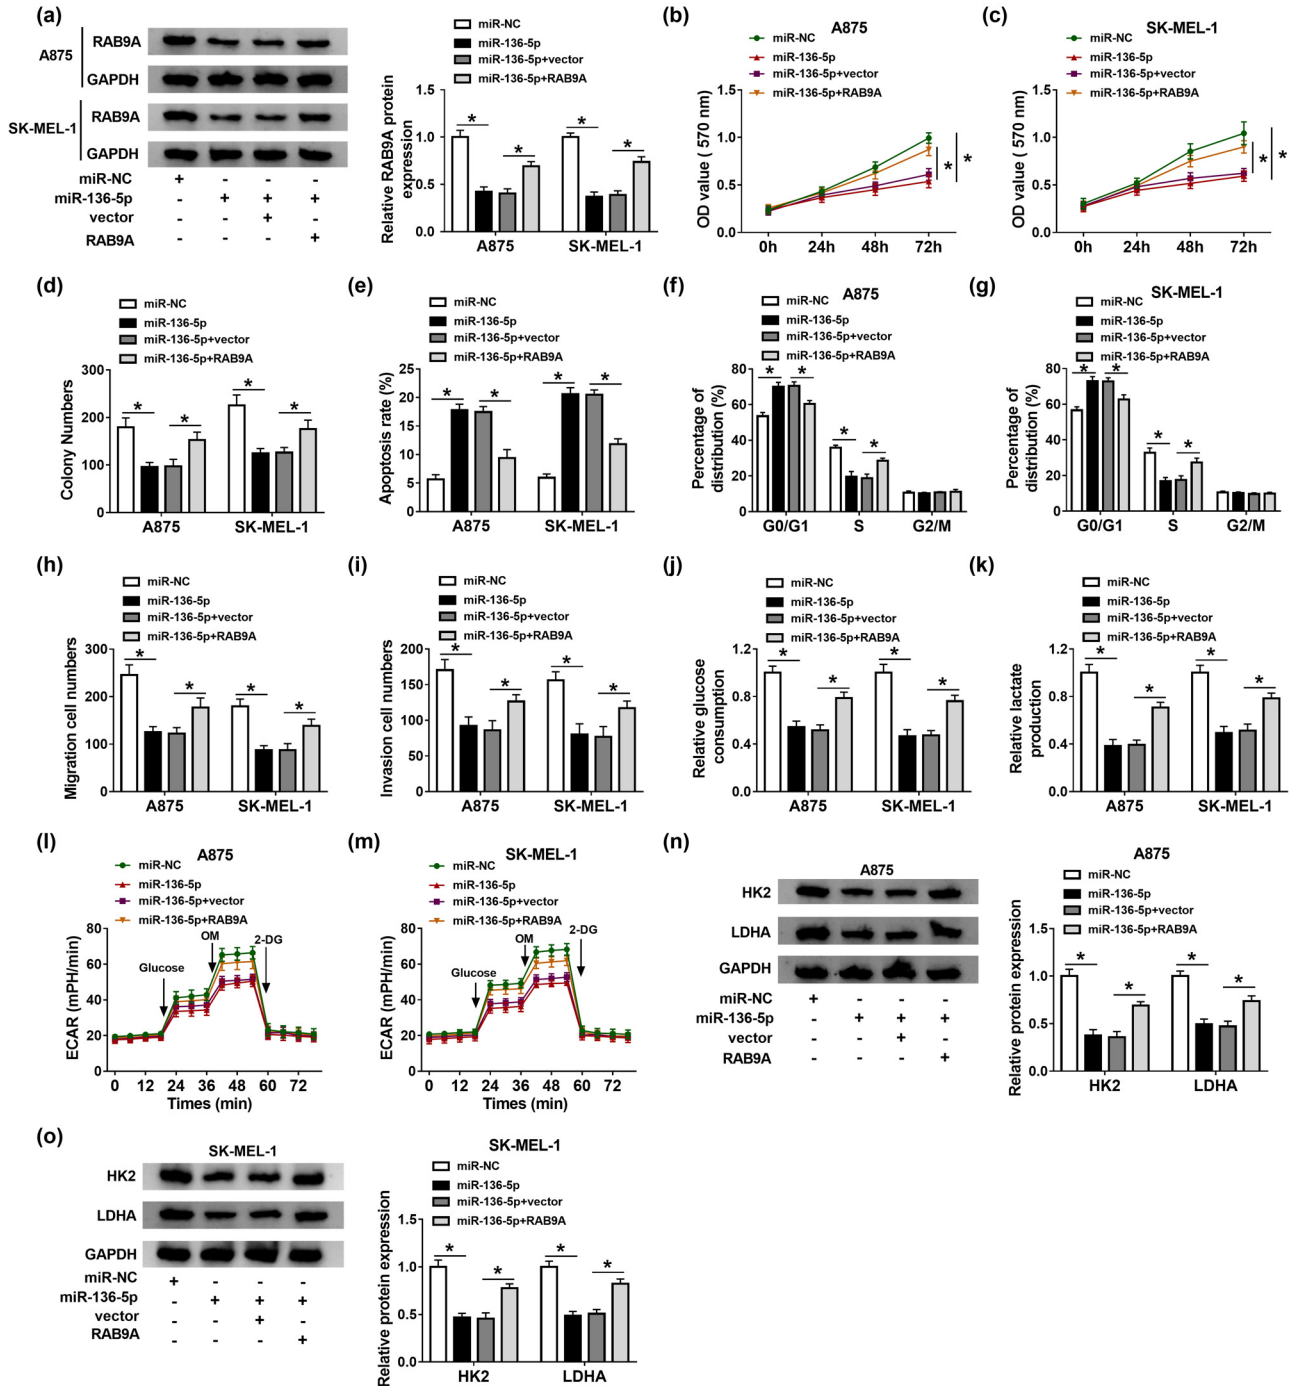 (a)
A875
SK-MEL-1
RAB9A
GAPDH
RAB9A
GAPDH
miR-NC + - - -
miR-136-5p - + + +
vector - - + -
RAB9A - - - +
miR-NC
miR-136-5p
miR-136-5p+vector
miR-136-5p+RAB9A
Relative RAB9A protein
expression
1.5
1.0
0.5
0.0
* * * *
A875 SK-MEL-1
(b)
A875
miR-NC
miR-136-5p
miR-136-5p+vector
miR-136-5p+RAB9A
OD value ( 570 nm)
1.5
1.0
0.5
0.0
* *
0h 24h 48h 72h
(c)
SK-MEL-1
miR-NC
miR-136-5p
miR-136-5p+vector
miR-136-5p+RAB9A
OD value ( 570 nm)
1.5
1.0
0.5
0.0
* *
0h 24h 48h 72h
(d)
miR-NC
miR-136-5p
miR-136-5p+vector
miR-136-5p+RAB9A
Colony Numbers
300
200
100
0
* * * *
A875 SK-MEL-1
(e)
miR-NC
miR-136-5p
miR-136-5p+vector
miR-136-5p+RAB9A
Apoptosis rate (%)
25
20
15
10
5
0
* * * *
A875 SK-MEL-1
(f)
A875
miR-NC
miR-136-5p
miR-136-5p+vector
miR-136-5p+RAB9A
Percentage of
distribution (%)
80
60
40
20
0
* * * *
G0/G1 S G2/M
(g)
SK-MEL-1
miR-NC
miR-136-5p
miR-136-5p+vector
miR-136-5p+RAB9A
Percentage of
distribution (%)
80
60
40
20
0
* * * *
G0/G1 S G2/M
(h)
miR-NC
miR-136-5p
miR-136-5p+vector
miR-136-5p+RAB9A
Migration cell numbers
300
200
100
0
* * * *
A875 SK-MEL-1
(i)
miR-NC
miR-136-5p
miR-136-5p+vector
miR-136-5p+RAB9A
Invasion cell numbers
200
150
100
50
0
* * * *
A875 SK-MEL-1
(j)
miR-NC
miR-136-5p
miR-136-5p+vector
miR-136-5p+RAB9A
Relative glucose
consumption
1.2
0.8
0.4
0.0
* * * *
A875 SK-MEL-1
(k)
miR-NC
miR-136-5p
miR-136-5p+vector
miR-136-5p+RAB9A
Relative lactate
production
1.2
0.8
0.4
0.0
* * * *
A875 SK-MEL-1
(l)
A875
miR-NC
miR-136-5p
miR-136-5p+vector
miR-136-5p+RAB9A
ECAR (mPH/min)
80
60
40
20
0
Glucose
OM
2-DG
0 12 24 36 48 60 72
Times (min)
(m)
SK-MEL-1
miR-NC
miR-136-5p
miR-136-5p+vector
miR-136-5p+RAB9A
ECAR (mPH/min)
80
60
40
20
0
Glucose
OM
2-DG
0 12 24 36 48 60 72
Times (min)
(n)
A875
HK2
LDHA
GAPDH
miR-NC + - - -
miR-136-5p - + + +
vector - - + -
RAB9A - - - +
A875
miR-NC
miR-136-5p
miR-136-5p+vector
miR-136-5p+RAB9A
Relative protein expression
1.5
1.0
0.5
0.0
* * * *
HK2 LDHA
(o)
SK-MEL-1
HK2
LDHA
GAPDH
miR-NC + - - -
miR-136-5p - + + +
vector - - + -
RAB9A - - - +
SK-MEL-1
miR-NC
miR-136-5p
miR-136-5p+vector
miR-136-5p+RAB9A
Relative protein expression
1.5
1.0
0.5
0.0
* * * *
HK2 LDHA